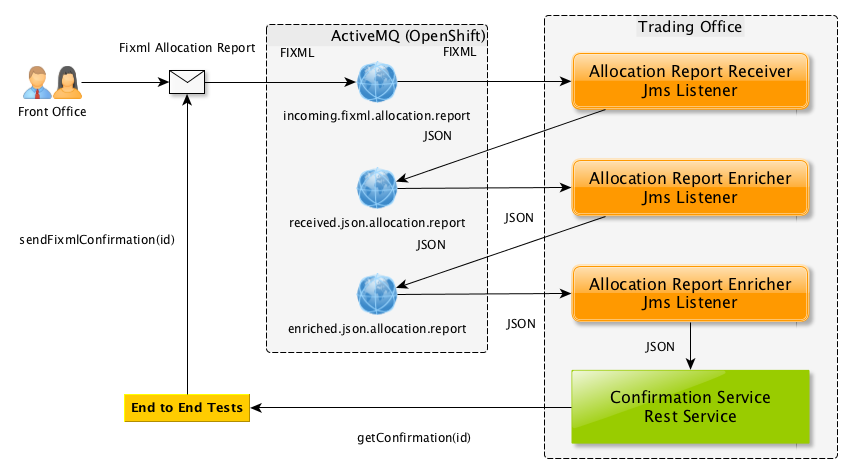 Fixml Allocation Report
Front Office
ActiveMQ (OpenShift)
FIXML
FIXML
incoming.fixml.allocation.report
JSON
received.json.allocation.report
JSON
JSON
enriched.json.allocation.report
JSON
Trading Office
Allocation Report Receiver
Jms Listener
Allocation Report Enricher
Jms Listener
Allocation Report Enricher
Jms Listener
JSON
Confirmation Service
Rest Service
sendFixmlConfirmation(id)
End to End Tests
getConfirmation(id)